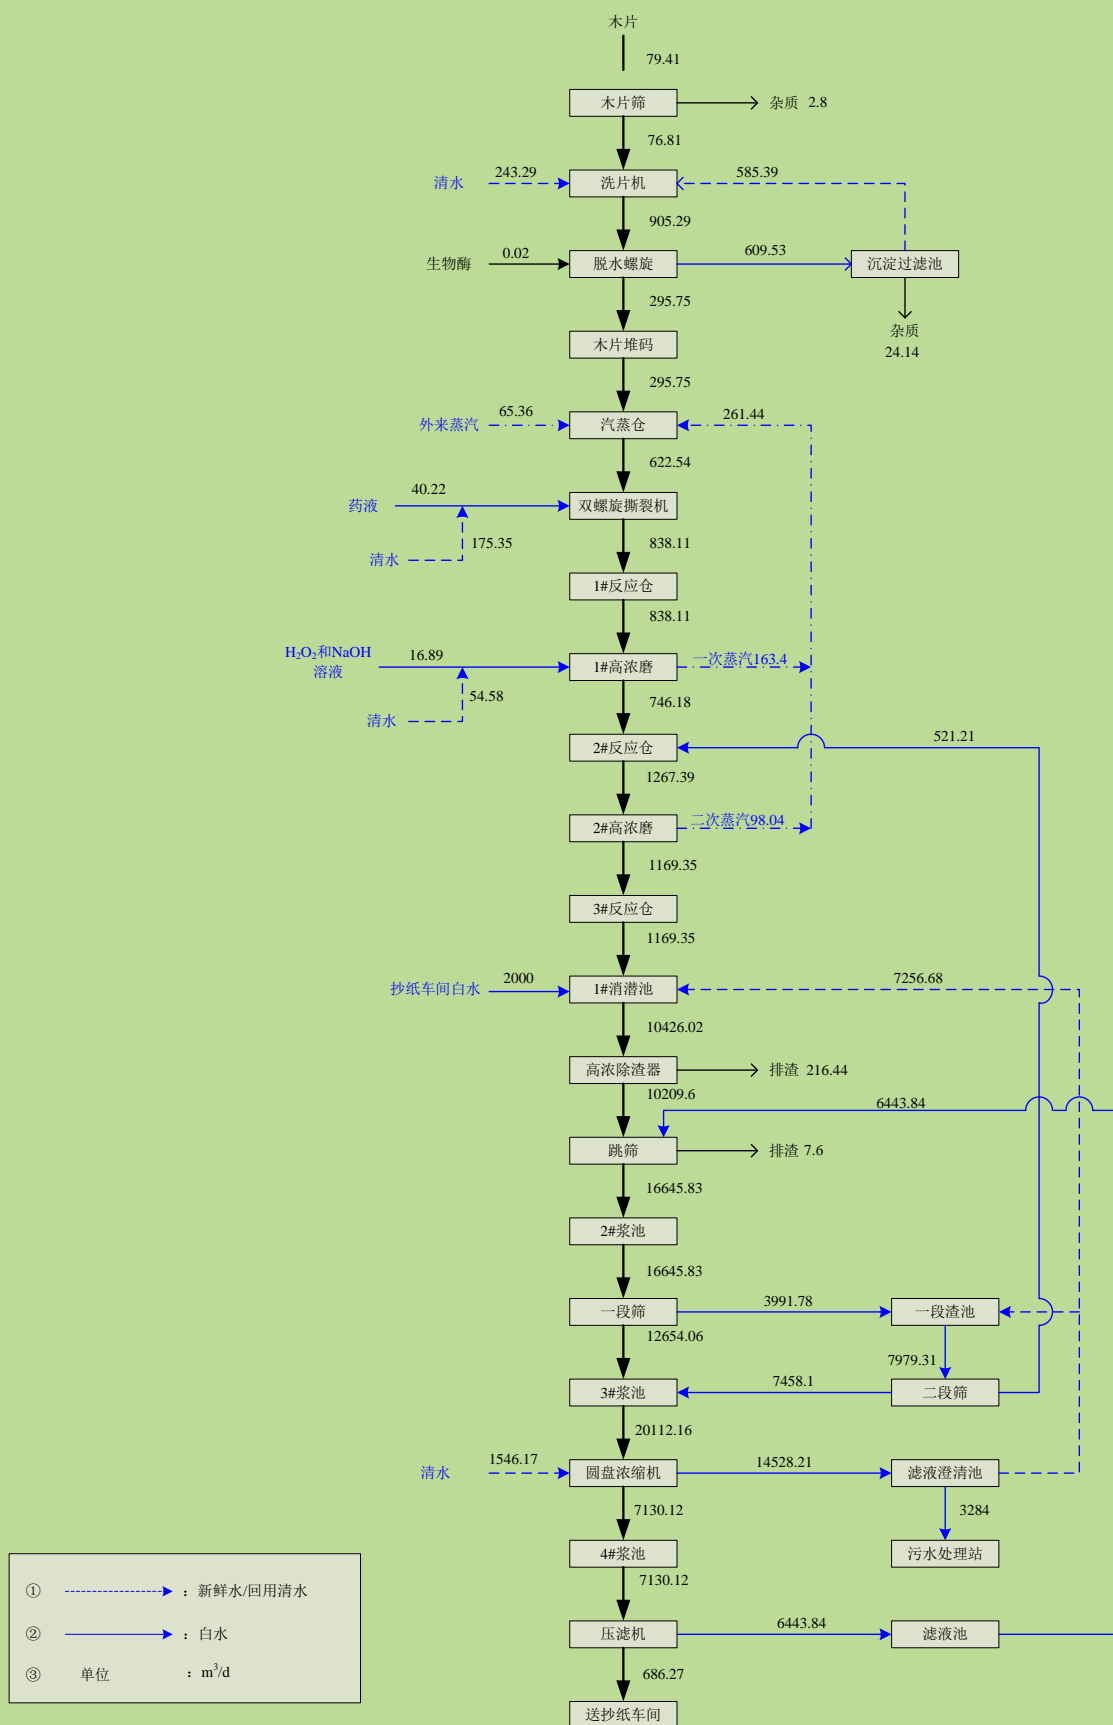 木片
79.41
木片筛
杂质 2.8
76.81
清水
243.29
洗片机
585.39
905.29
生物酶
0.02
脱水螺旋
609.53
沉淀过滤池
295.75
杂质
24.14
木片堆码
295.75
外来蒸汽
65.36
汽蒸仓
261.44
622.54
药液
40.22
双螺旋撕裂机
清水
175.35
838.11
1#反应仓
838.11
H₂O₂和NaOH
溶液
16.89
1#高浓磨
一次蒸汽163.4
清水
54.58
746.18
2#反应仓
521.21
1267.39
2#高浓磨
二次蒸汽98.04
1169.35
3#反应仓
1169.35
抄纸车间白水
2000
1#消潜池
7256.68
10426.02
高浓除渣器
排渣 216.44
10209.6
6443.84
跳筛
排渣 7.6
16645.83
2#浆池
16645.83
一段筛
3991.78
一段渣池
12654.06
7979.31
3#浆池
7458.1
二段筛
20112.16
清水
1546.17
圆盘浓缩机
14528.21
滤液澄清池
7130.12
3284
4#浆池
污水处理站
7130.12
压滤机
6443.84
滤液池
686.27
送抄纸车间
① ：新鲜水/回用清水
② ：白水
③ 单位 ：m³/d